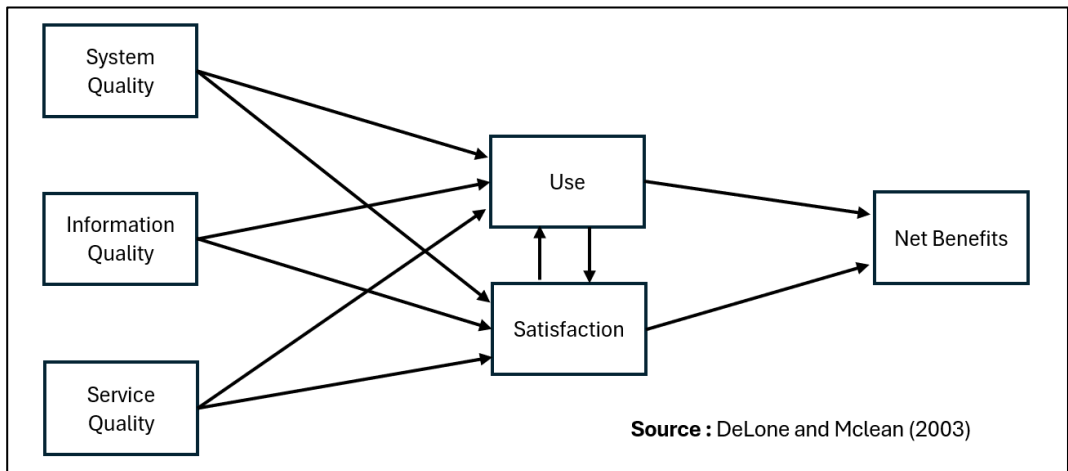 System
Quality
Information
Quality
Service
Quality
Use
Satisfaction
Net Benefits
Source : DeLone and Mclean (2003)